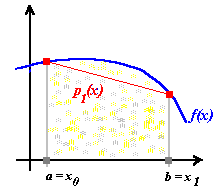 p₁(x)
f(x)
a = x₀ b = x₁